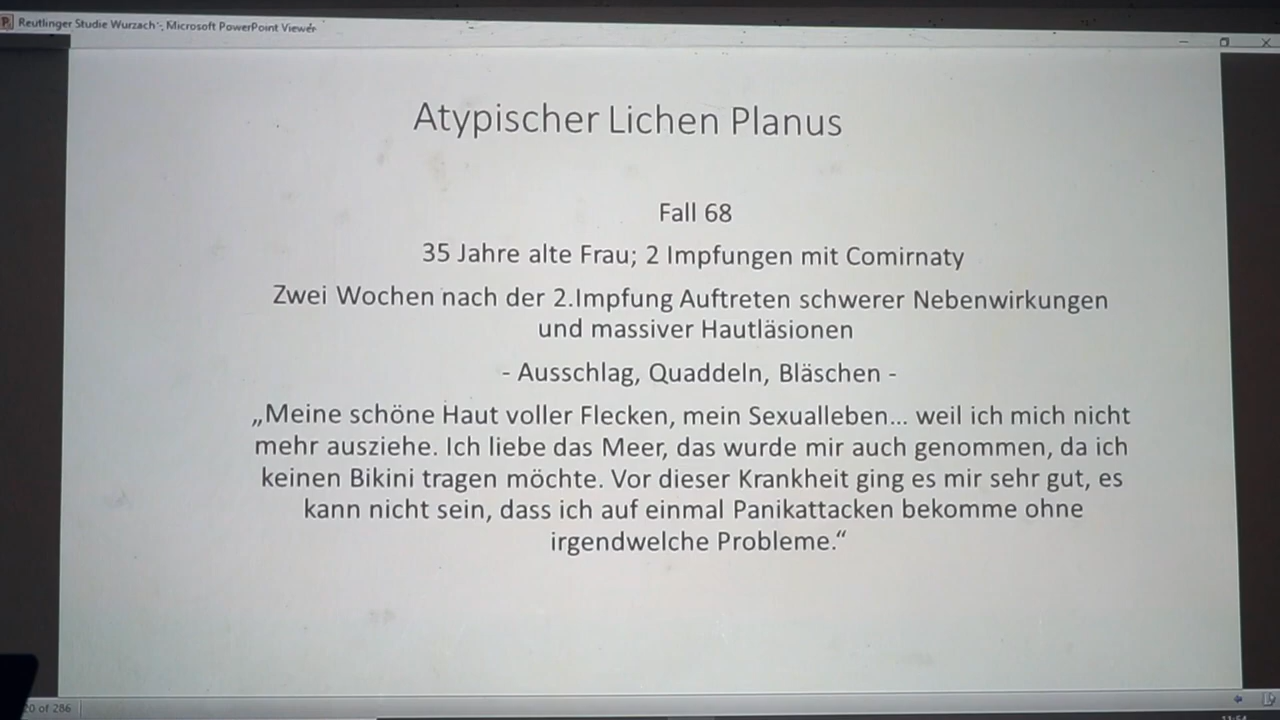 Reutlinger Studie Wurzach - Microsoft PowerPoint Viewer
Atypischer Lichen Planus
Fall 68
35 Jahre alte Frau; 2 Impfungen mit Comirnaty
Zwei Wochen nach der 2.Impfung Auftreten schwerer Nebenwirkungen
und massiver Hautläsionen
- Ausschlag, Quaddeln, Bläschen -
„Meine schöne Haut voller Flecken, mein Sexualleben... weil ich mich nicht
mehr ausziehe. Ich liebe das Meer, das wurde mir auch genommen, da ich
keinen Bikini tragen möchte. Vor dieser Krankheit ging es mir sehr gut, es
kann nicht sein, dass ich auf einmal Panikattacken bekomme ohne
irgendwelche Probleme.“
of 286